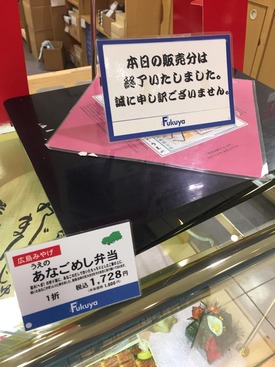 本日の販売分は
終了いたしました。
誠に申し訳ございません。
Fukuya
広島みやげ
うえの
あなごめし弁当
1折
税込1,728円
Fukuya